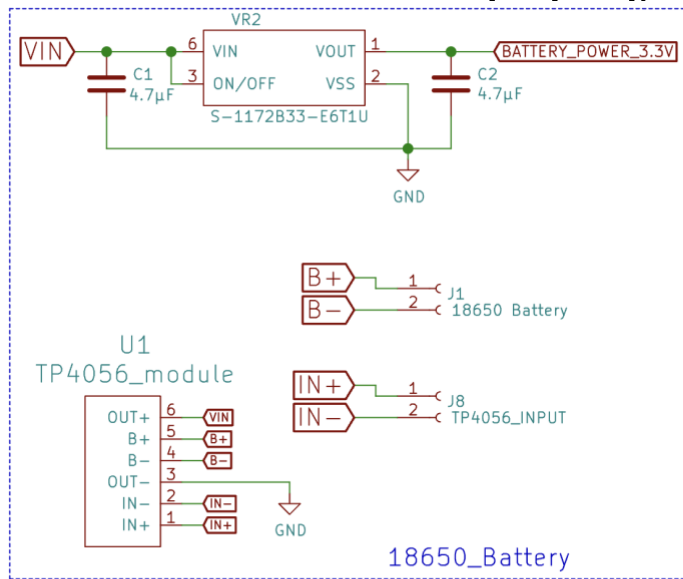 VR2
VIN 6 VIN VOUT 1 BATTERY_POWER_3.3V
C1 4.7µF
3 ON/OFF VSS 2
C2 4.7µF
S-1172B33-E6T1U
GND
B+ 1 J1
B- 2 18650 Battery
U1
TP4056_module
IN+ 1 J8
IN- 2 TP4056_INPUT
OUT+ 6 VIN
B+ 5 B+
B- 4 B-
OUT- 3
IN- 2 IN-
IN+ 1 IN+
GND
18650_Battery